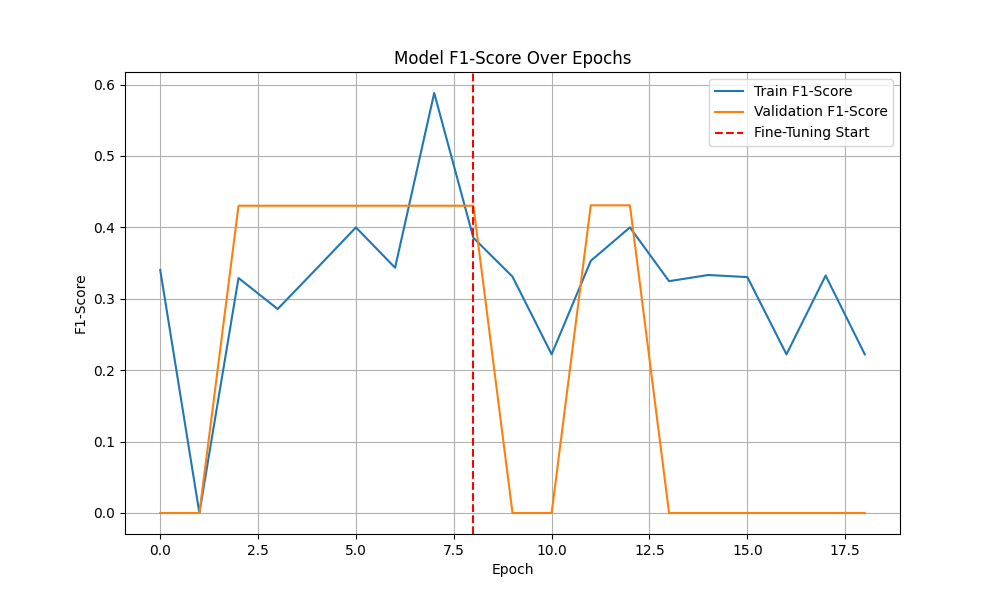 Model F1-Score Over Epochs
Train F1-Score
Validation F1-Score
Fine-Tuning Start
F1-Score
0.6
0.5
0.4
0.3
0.2
0.1
0.0
0.0 2.5 5.0 7.5 10.0 12.5 15.0 17.5
Epoch